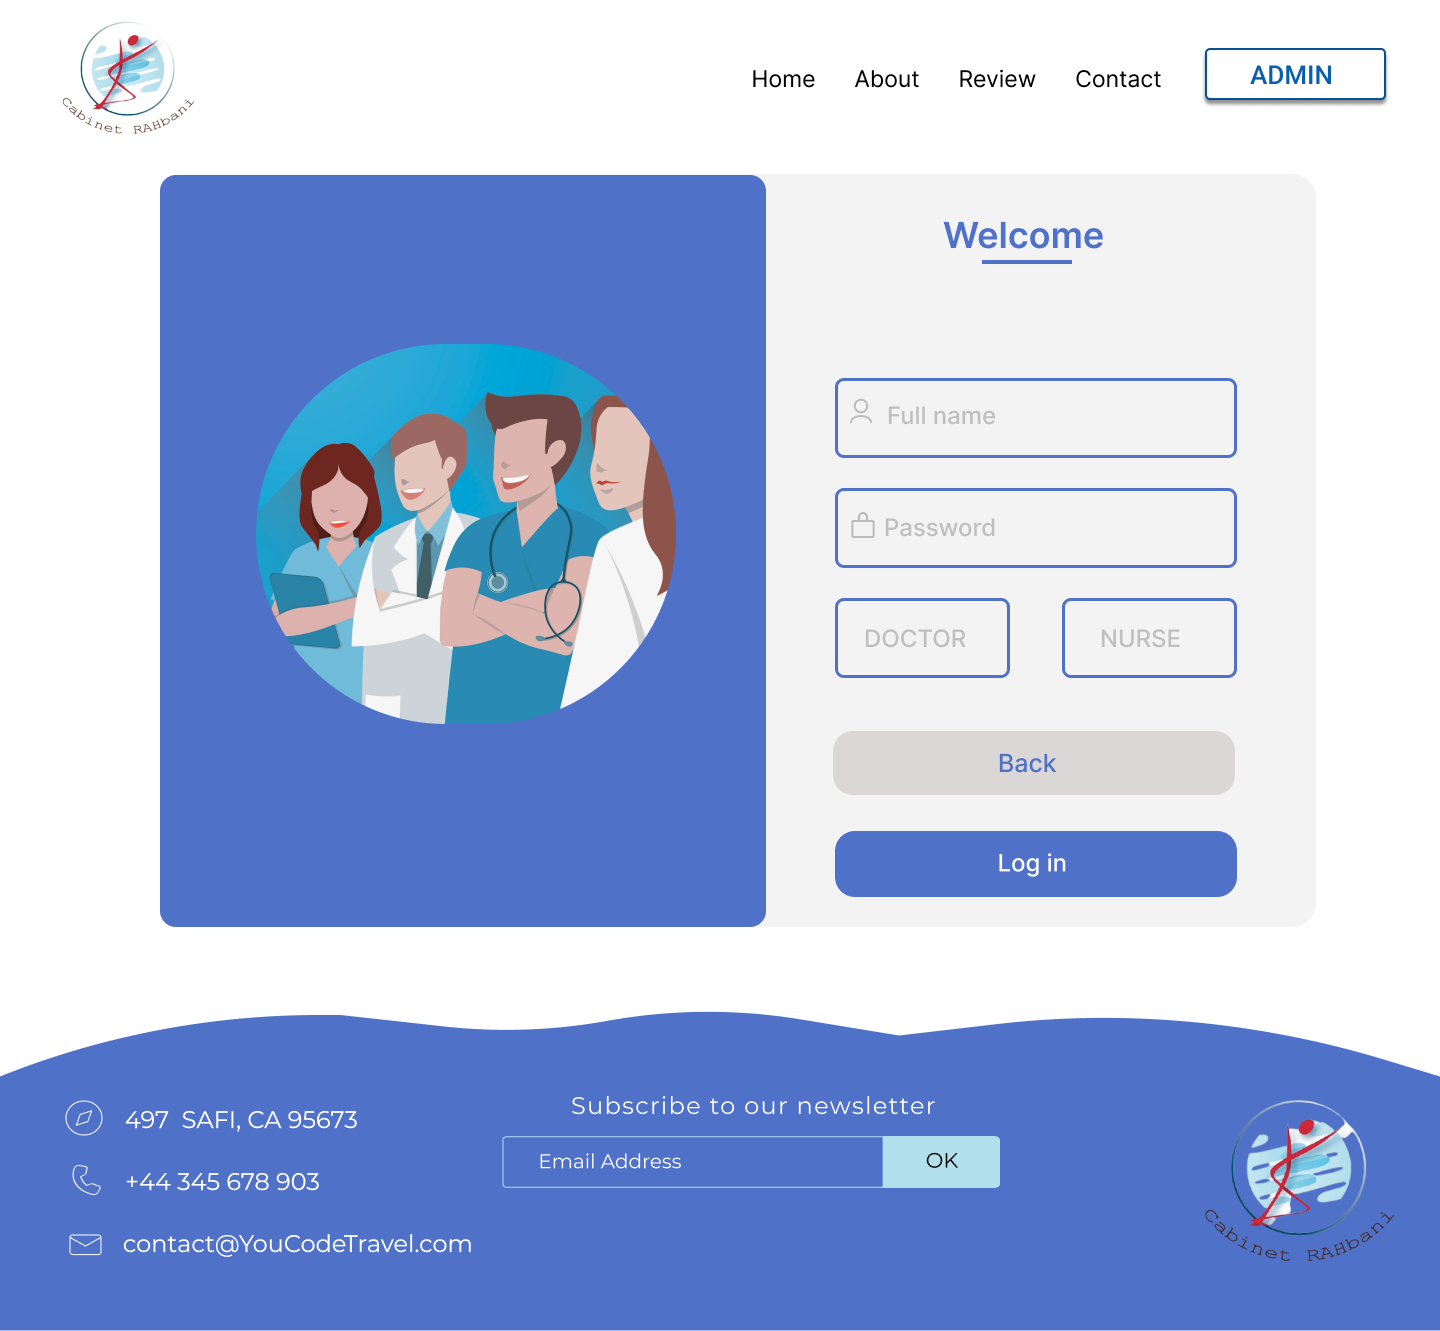 Cabinet RAHbani
Home About Review Contact ADMIN
Welcome
Full name
Password
DOCTOR NURSE
Back
Log in
Subscribe to our newsletter
497 SAFI, CA 95673
Email Address OK
+44 345 678 903
contact@YouCodeTravel.com
Cabinet RAHbani